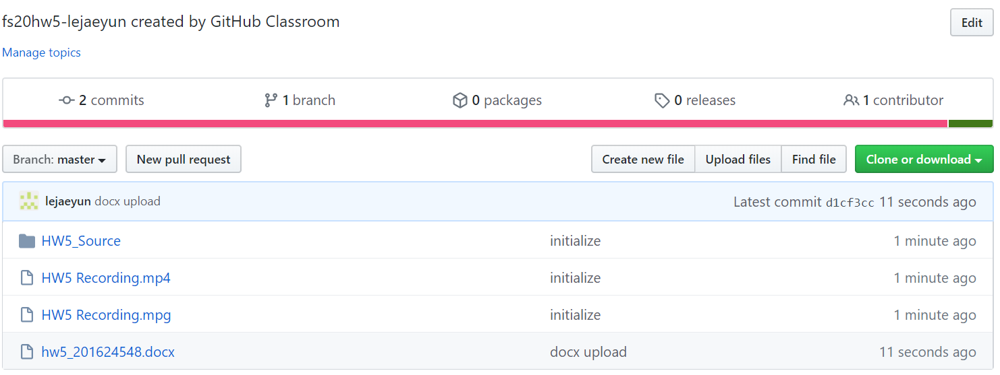 fs20hw5-lejaeyun created by GitHub Classroom Edit
Manage topics
2 commits 1 branch 0 packages 0 releases 1 contributor
Branch: master New pull request Create new file Upload files Find file Clone or download
lejaeyun docx upload Latest commit d1cf3cc 11 seconds ago
HW5_Source initialize 1 minute ago
HW5 Recording.mp4 initialize 1 minute ago
HW5 Recording.mpg initialize 1 minute ago
hw5_201624548.docx docx upload 11 seconds ago